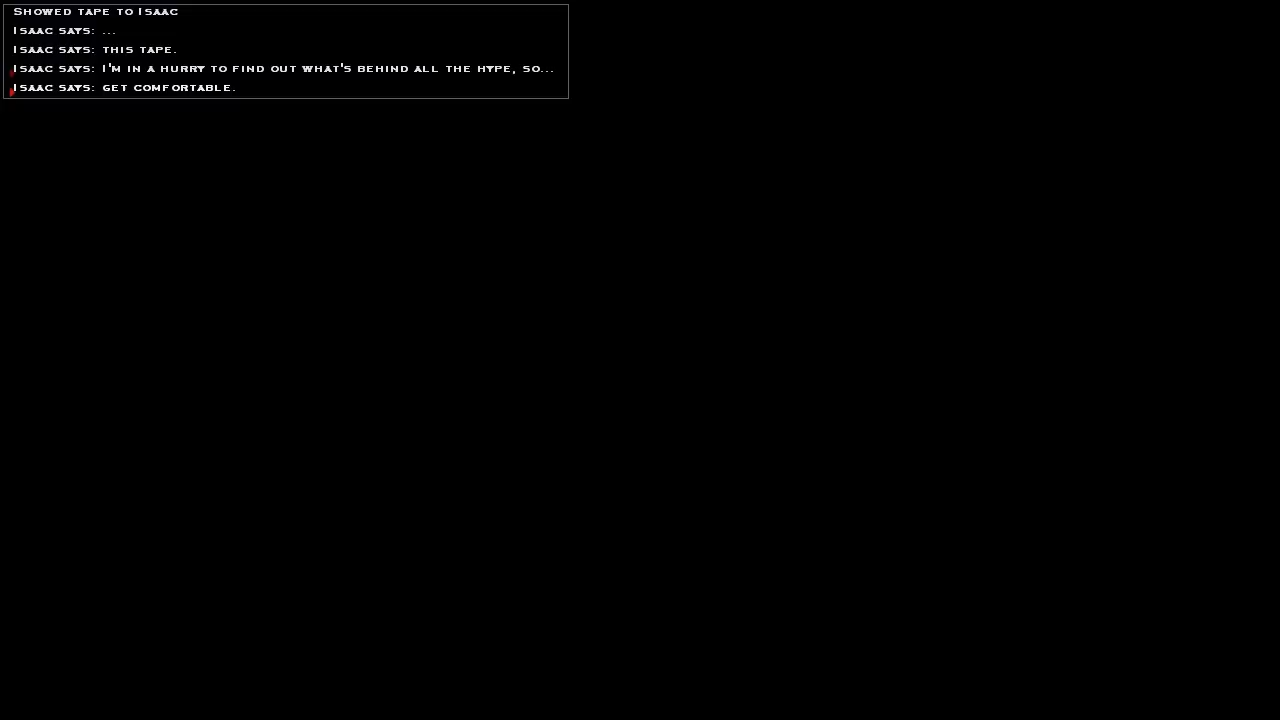 Showed tape to Isaac
Isaac says: ...
Isaac says: this tape.
Isaac says: I'm in a hurry to find out what's behind all the hype, so...
Isaac says: get comfortable.